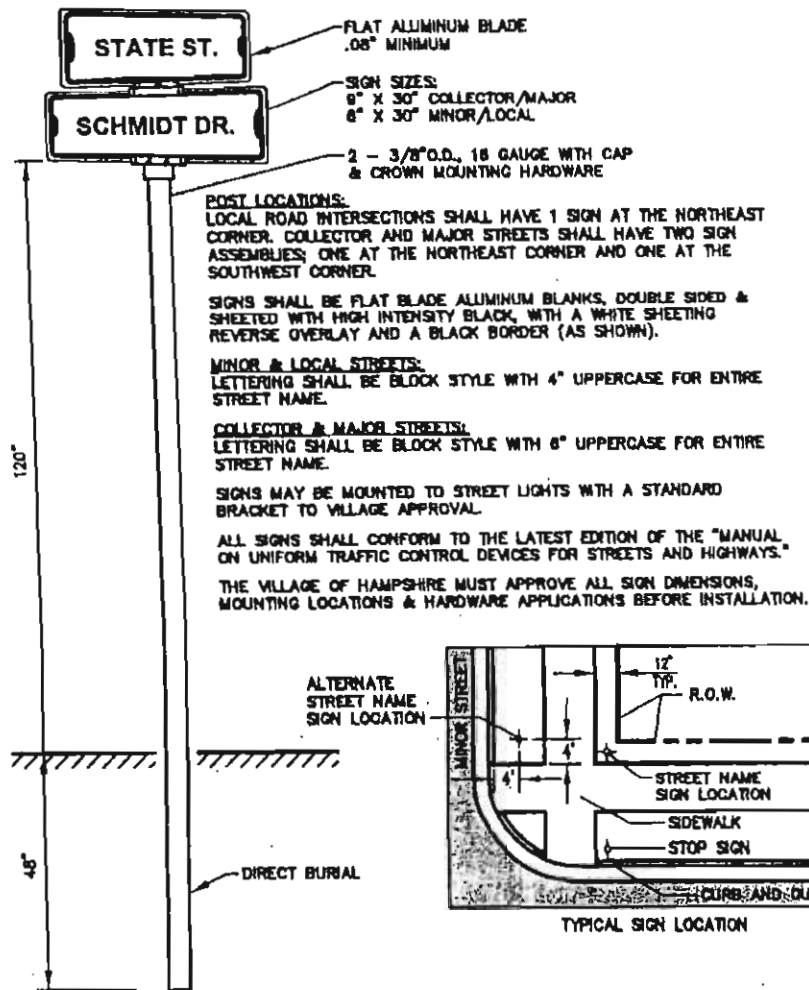 STATE ST.
SCHMIDT DR.
FLAT ALUMINUM BLADE
.08" MINIMUM
SIGN SIZES:
9" X 30" COLLECTOR/MAJOR
6" X 30" MINOR/LOCAL
2 - 3/8"O.D., 16 GAUGE WITH CAP
& CROWN MOUNTING HARDWARE
POST LOCATIONS:
LOCAL ROAD INTERSECTIONS SHALL HAVE 1 SIGN AT THE NORTHEAST
CORNER. COLLECTOR AND MAJOR STREETS SHALL HAVE TWO SIGN
ASSEMBLIES; ONE AT THE NORTHEAST CORNER AND ONE AT THE
SOUTHWEST CORNER.
SIGNS SHALL BE FLAT BLADE ALUMINUM BLANKS, DOUBLE SIDED &
SHEETED WITH HIGH INTENSITY BLACK, WITH A WHITE SHEETING
REVERSE OVERLAY AND A BLACK BORDER (AS SHOWN).
MINOR & LOCAL STREETS:
LETTERING SHALL BE BLOCK STYLE WITH 4" UPPERCASE FOR ENTIRE
STREET NAME.
COLLECTOR & MAJOR STREETS:
LETTERING SHALL BE BLOCK STYLE WITH 6" UPPERCASE FOR ENTIRE
STREET NAME.
SIGNS MAY BE MOUNTED TO STREET LIGHTS WITH A STANDARD
BRACKET TO VILLAGE APPROVAL.
ALL SIGNS SHALL CONFORM TO THE LATEST EDITION OF THE "MANUAL
ON UNIFORM TRAFFIC CONTROL DEVICES FOR STREETS AND HIGHWAYS."
THE VILLAGE OF HAMPSHIRE MUST APPROVE ALL SIGN DIMENSIONS,
MOUNTING LOCATIONS & HARDWARE APPLICATIONS BEFORE INSTALLATION.
120"
48"
DIRECT BURIAL
ALTERNATE
STREET NAME
SIGN LOCATION
MINOR STREET
12"
TYP.
R.O.W.
4'
4'
STREET NAME
SIGN LOCATION
SIDEWALK
STOP SIGN
CURB AND GU
TYPICAL SIGN LOCATION